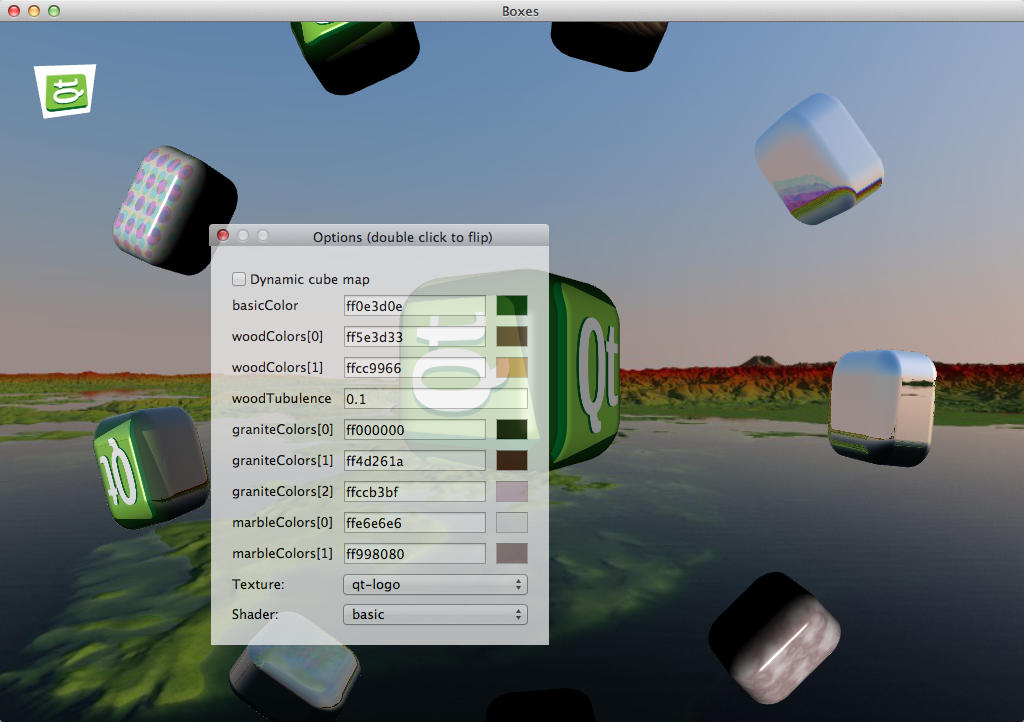 Boxes
Qt
Options (double click to flip)
Dynamic cube map
basicColor ff0e3d0e
woodColors[0] ff5e3d33
woodColors[1] ffcc9966
woodTubulence 0.1
graniteColors[0] ff000000
graniteColors[1] ff4d261a
graniteColors[2] ffccb3bf
marbleColors[0] ffe6e6e6
marbleColors[1] ff998080
Texture: qt-logo
Shader: basic
Qt
Qt
Qt